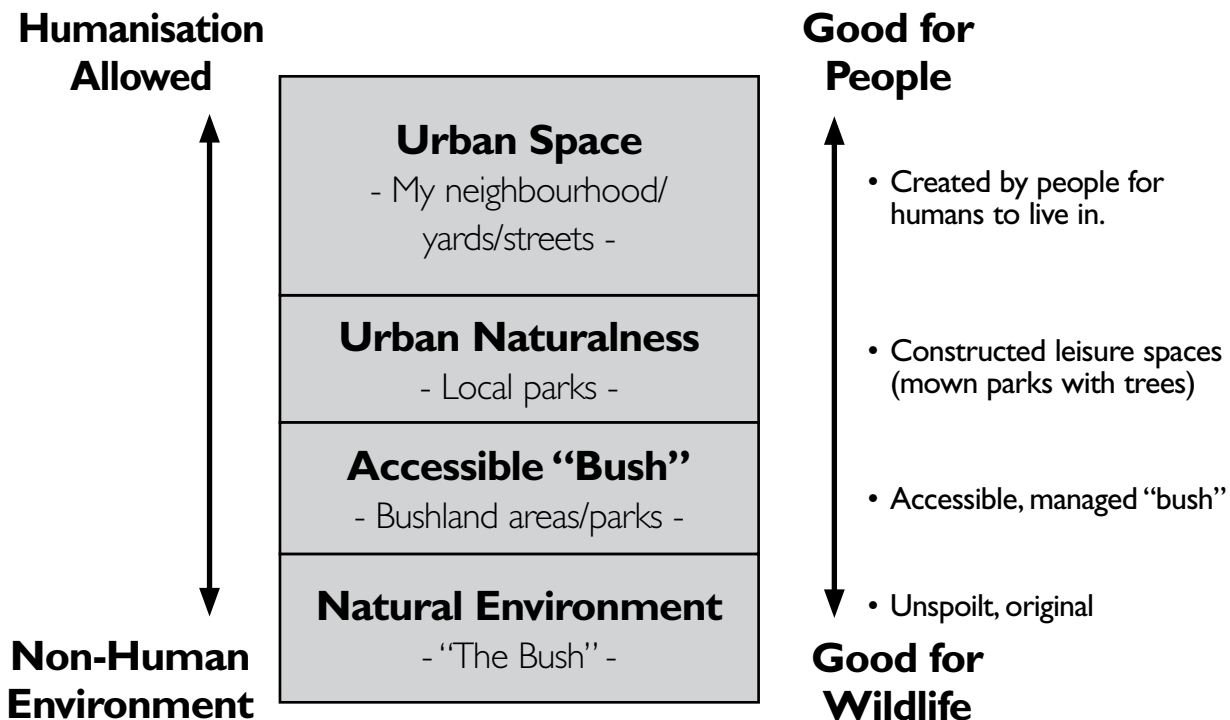 Humanisation
Allowed
Good for
People
Urban Space
- My neighbourhood/
yards/streets -
• Created by people for
humans to live in.
Urban Naturalness
- Local parks -
• Constructed leisure spaces
(mown parks with trees)
Accessible “Bush”
- Bushland areas/parks -
• Accessible, managed “bush”
Natural Environment
- “The Bush” -
• Unspoilt, original
Non-Human
Environment
Good for
Wildlife